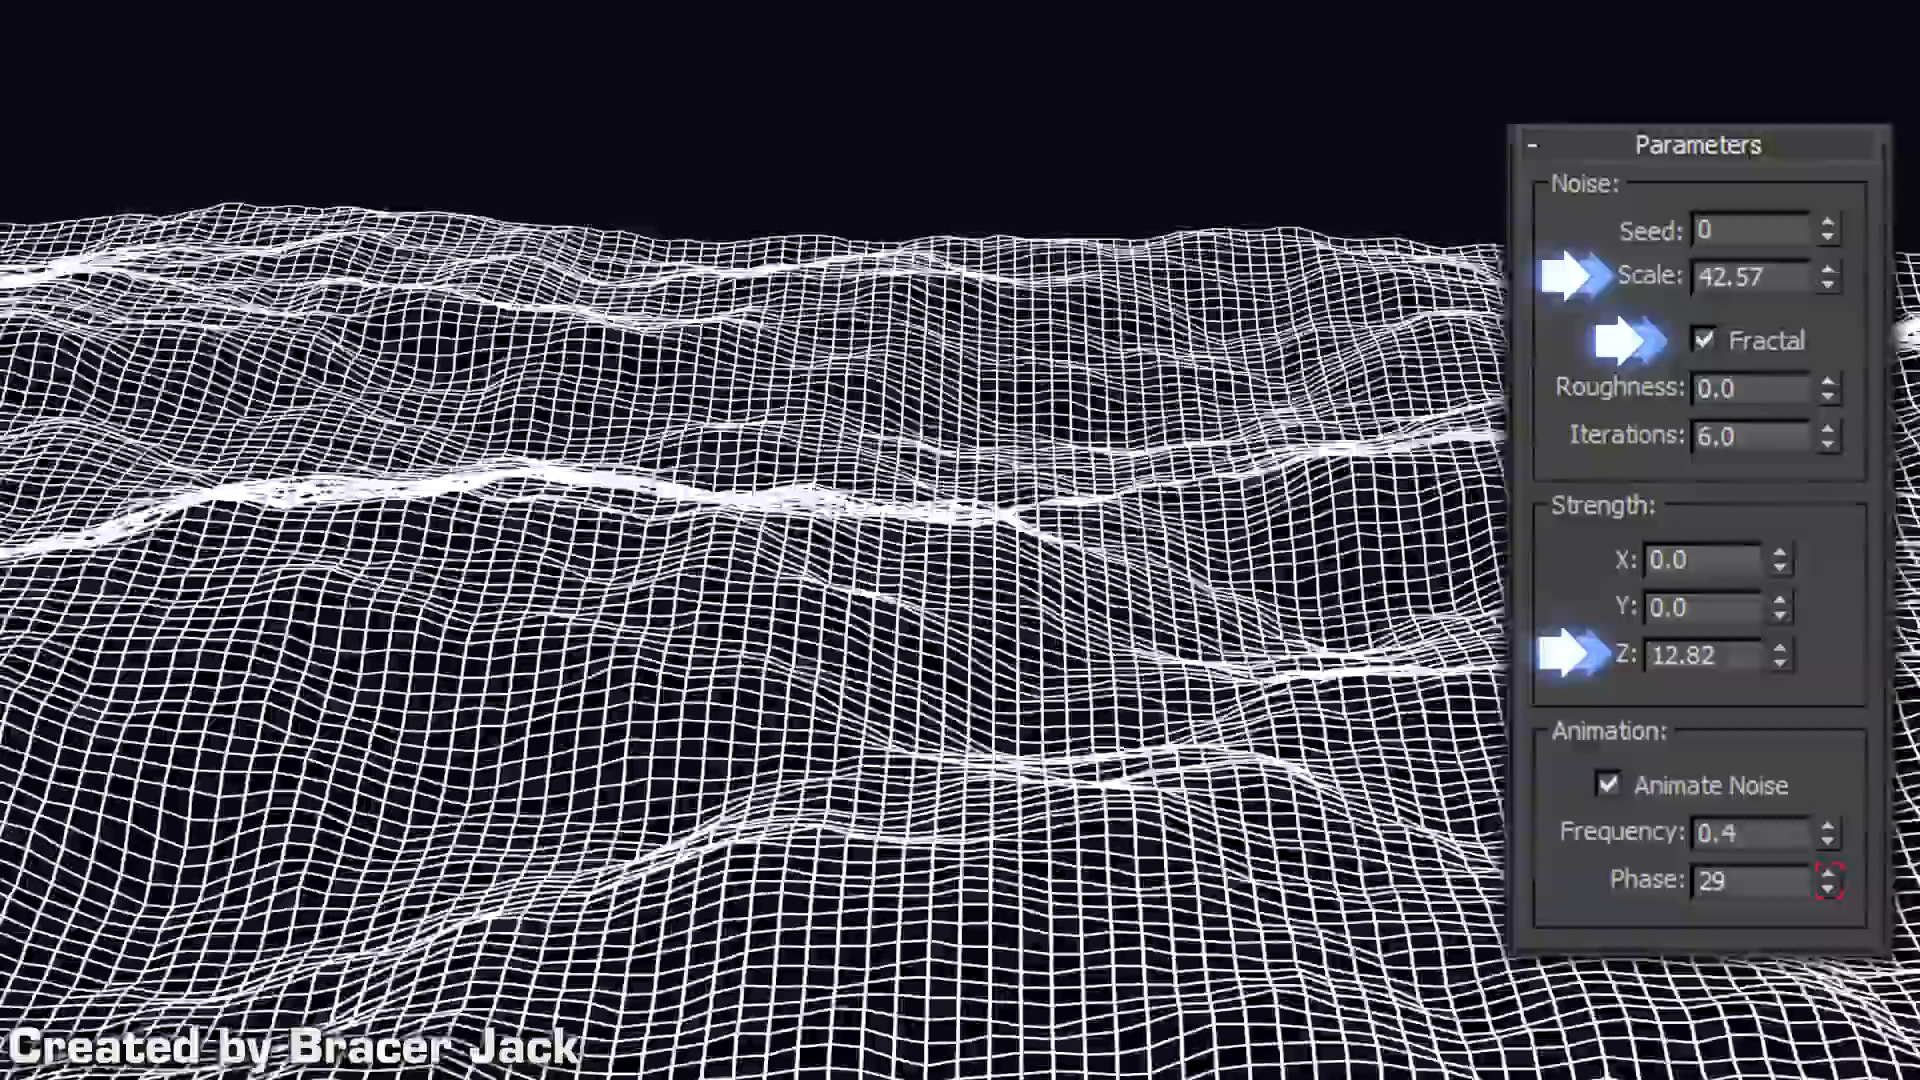 - Parameters
Noise:
Seed: 0
Scale: 42.57
Fractal
Roughness: 0.0
Iterations: 6.0
Strength:
X: 0.0
Y: 0.0
Z: 12.82
Animation:
Animate Noise
Frequency: 0.4
Phase: 29
Created by Bracer Jack